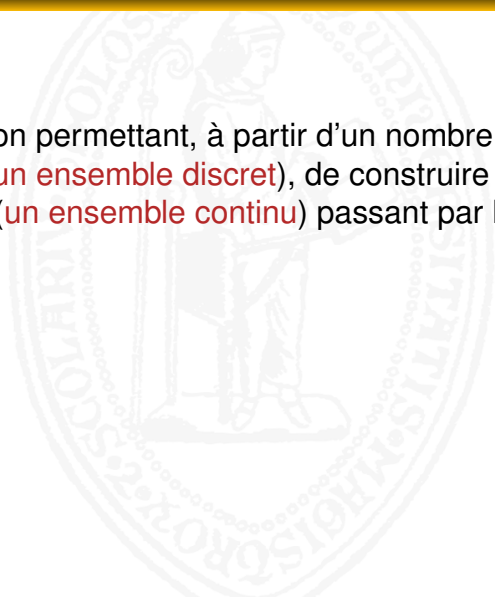 on permettant, à partir d'un nombre
un ensemble discret), de construire
(un ensemble continu) passant par